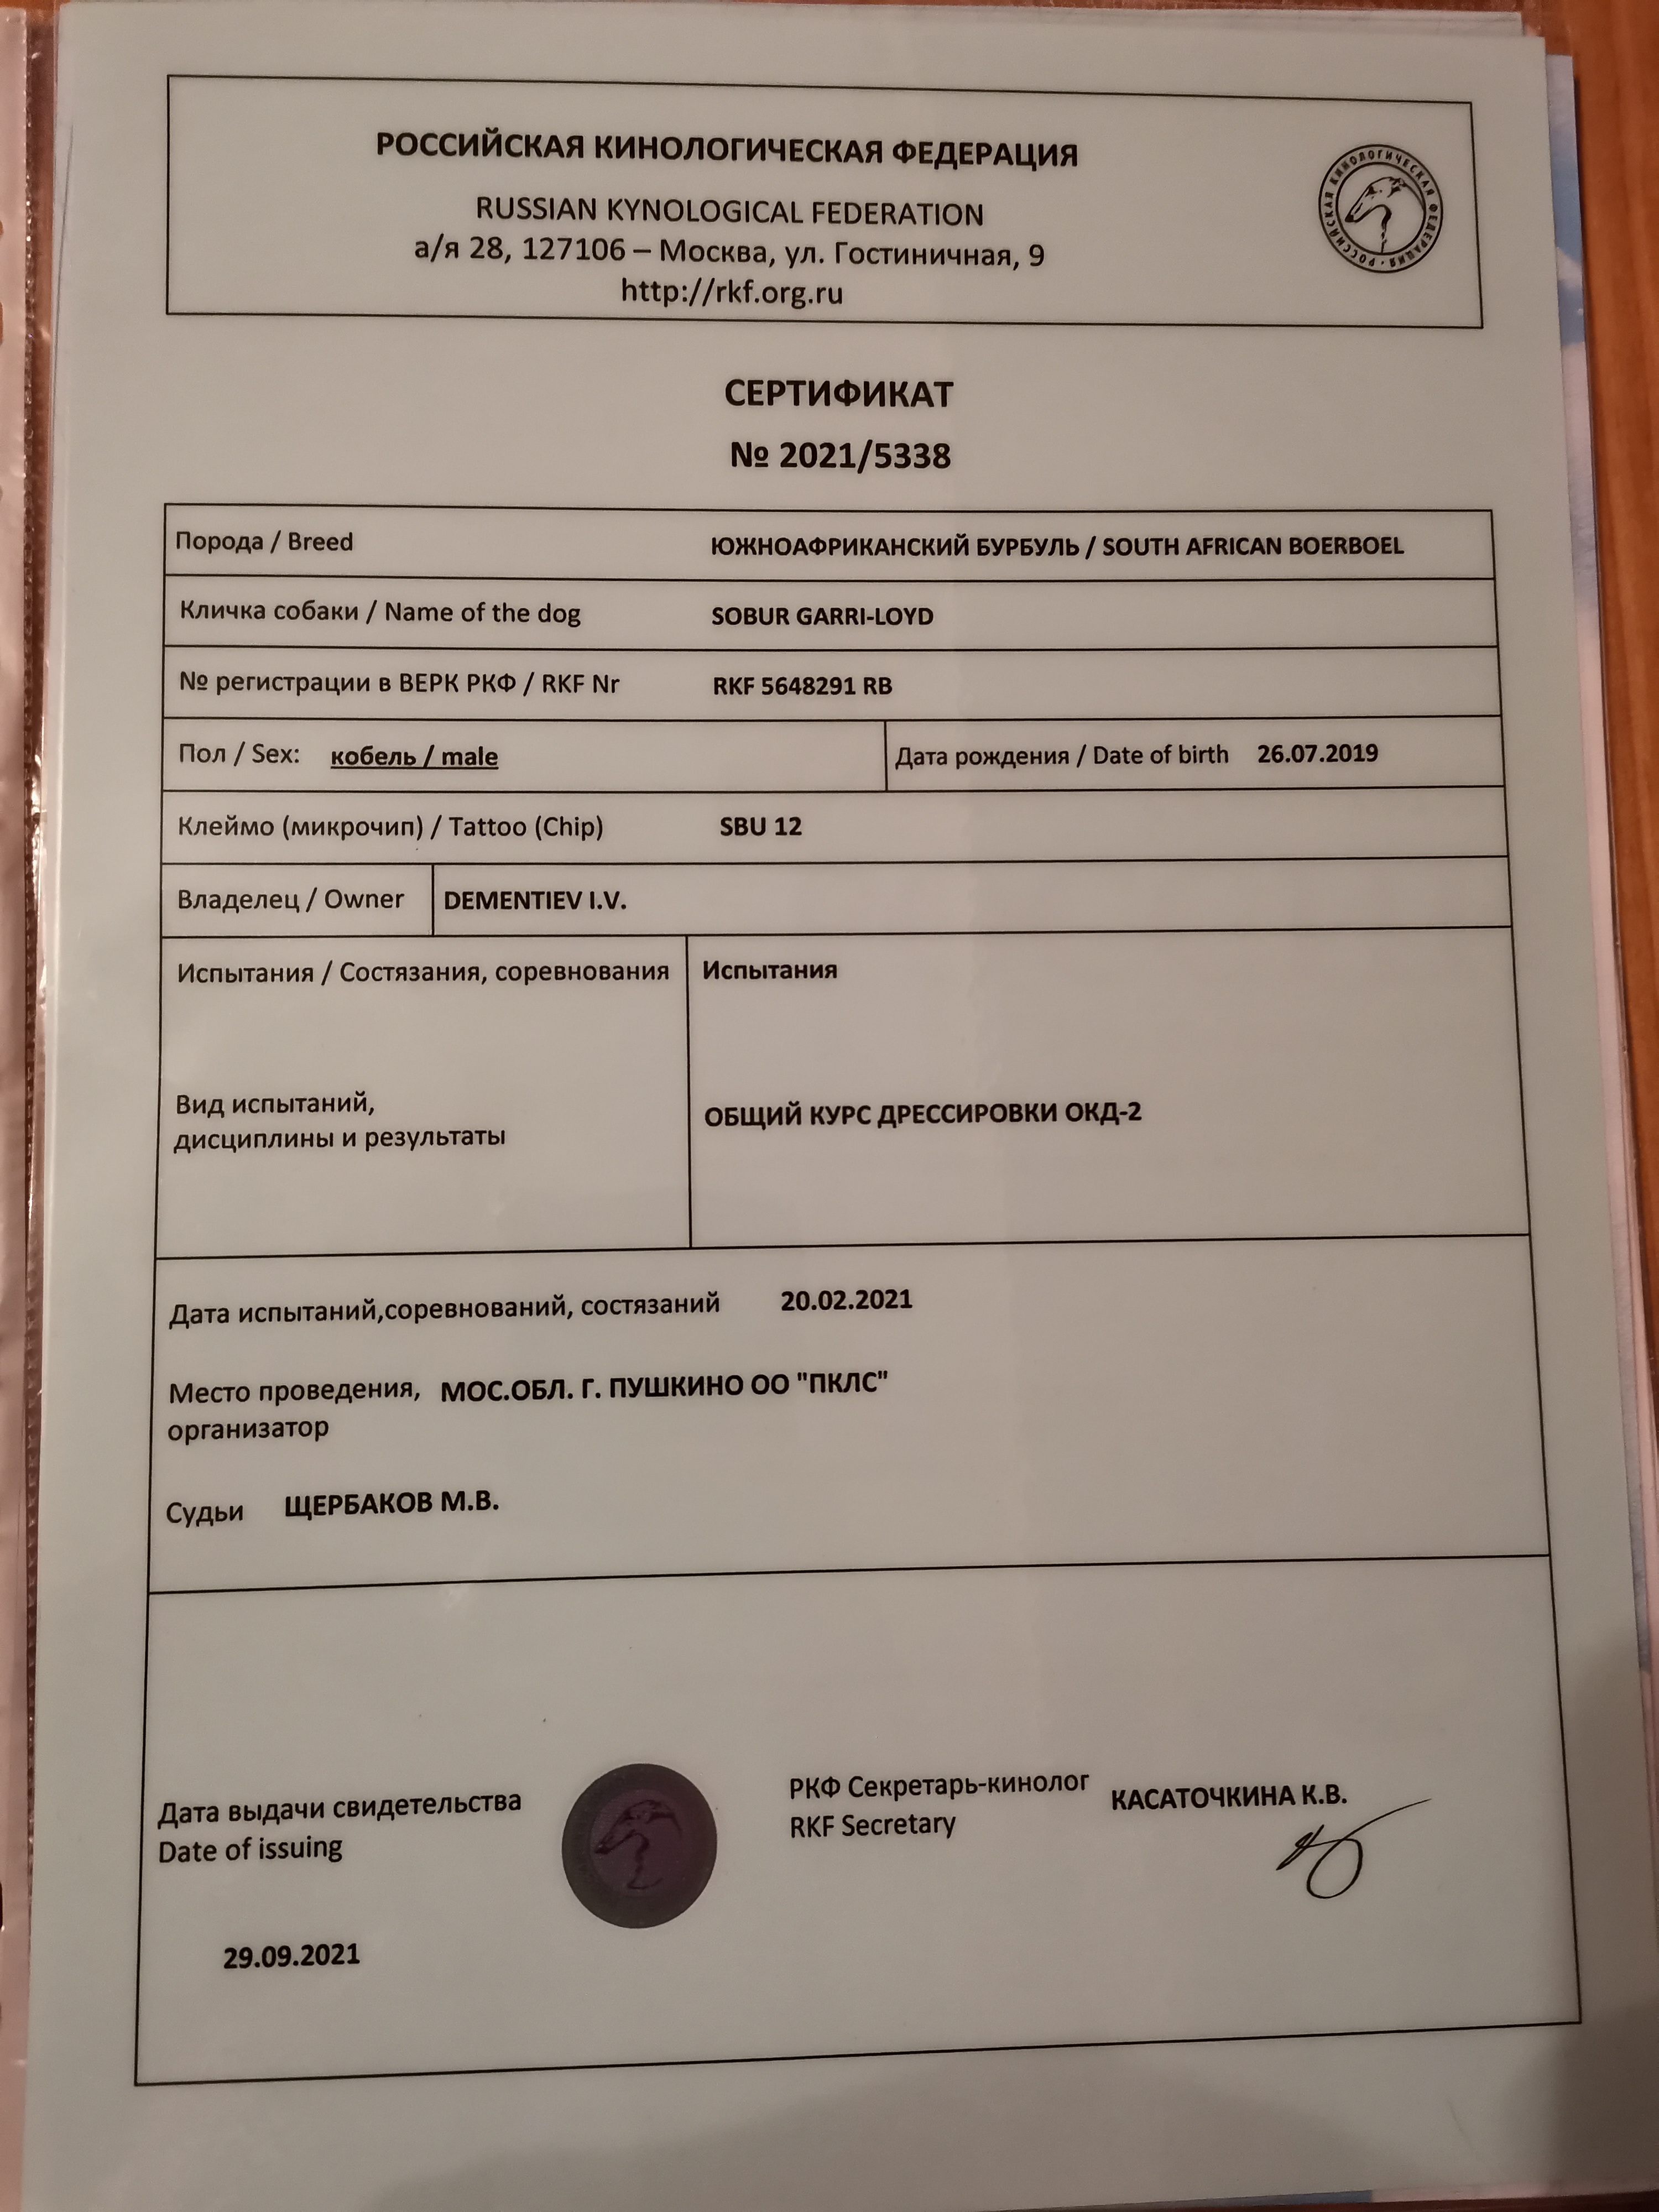 РОССИЙСКАЯ КИНОЛОГИЧЕСКАЯ ФЕДЕРАЦИЯ
RUSSIAN KYNOLOGICAL FEDERATION
а/я 28, 127106 – Москва, ул. Гостиничная, 9
http://rkf.org.ru
РОССИЙСКАЯ КИНОЛОГИЧЕСКАЯ ФЕДЕРАЦИЯ
СЕРТИФИКАТ
№ 2021/5338
Порода / Breed ЮЖНОАФРИКАНСКИЙ БУРБУЛЬ / SOUTH AFRICAN BOERBOEL
Кличка собаки / Name of the dog SOBUR GARRI-LOYD
№ регистрации в ВЕРК РКФ / RKF Nr RKF 5648291 RB
Пол / Sex: кобель / male Дата рождения / Date of birth 26.07.2019
Клеймо (микрочип) / Tattoo (Chip) SBU 12
Владелец / Owner DEMENTIEV I.V.
Испытания / Состязания, соревнования Испытания
Вид испытаний,
дисциплины и результаты ОБЩИЙ КУРС ДРЕССИРОВКИ ОКД-2
Дата испытаний,соревнований, состязаний 20.02.2021
Место проведения, МОС.ОБЛ. Г. ПУШКИНО ОО "ПКЛС"
организатор
Судьи ЩЕРБАКОВ М.В.
Дата выдачи свидетельства
Date of issuing
РКФ Секретарь-кинолог КАСАТОЧКИНА К.В.
RKF Secretary
29.09.2021